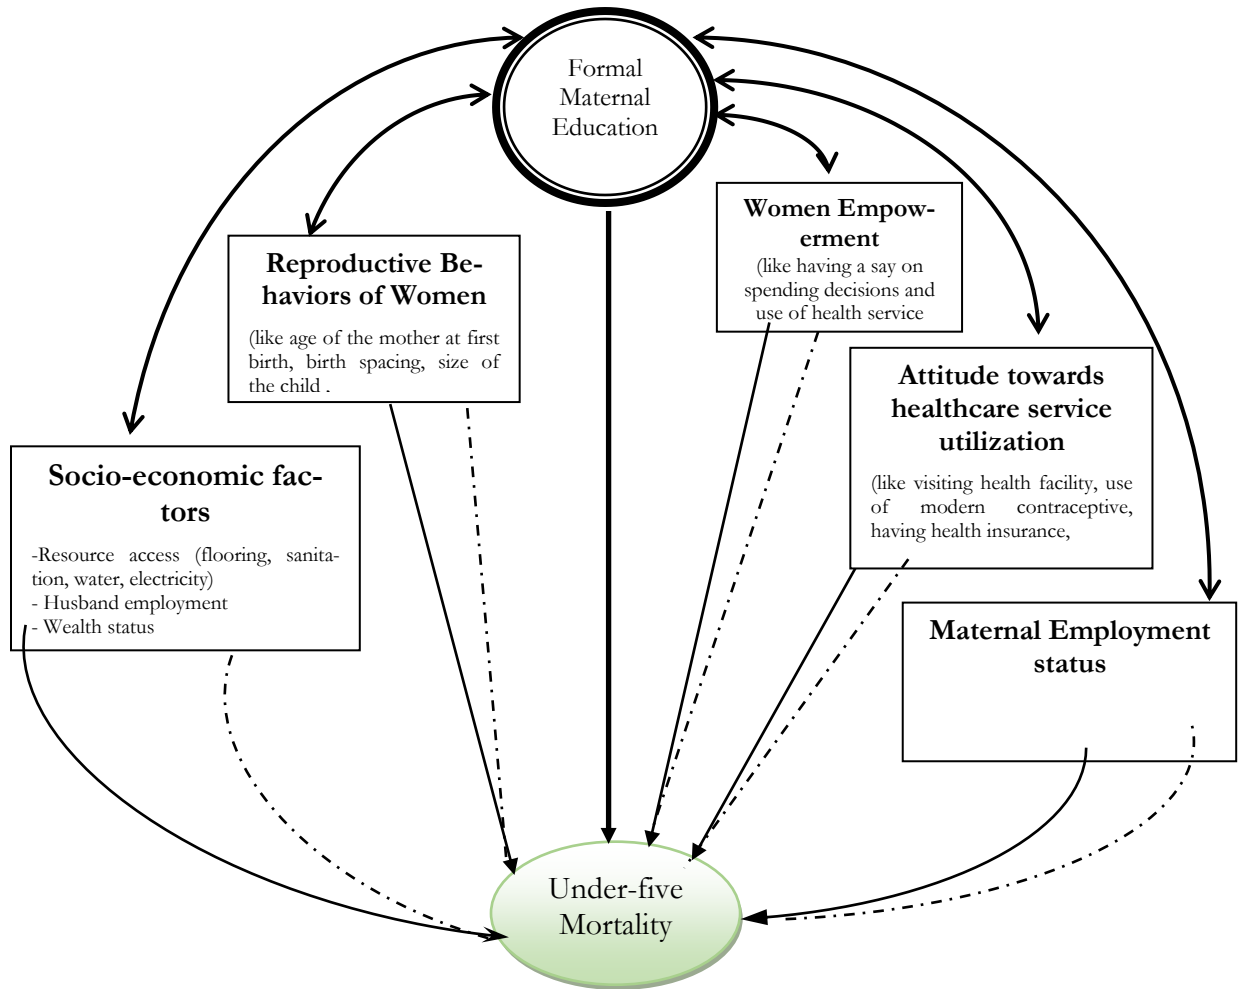 Formal
Maternal
Education
Women Empow-
erment
(like having a say on
spending decisions and
use of health service
Reproductive Be-
haviors of Women
(like age of the mother at first
birth, birth spacing, size of
the child .
Attitude towards
healthcare service
utilization
(like visiting health facility, use
of modern contraceptive,
having health insurance,
Socio-economic fac-
tors
-Resource access (flooring, sanita-
tion, water, electricity)
- Husband employment
- Wealth status
Maternal Employment
status
Under-five
Mortality